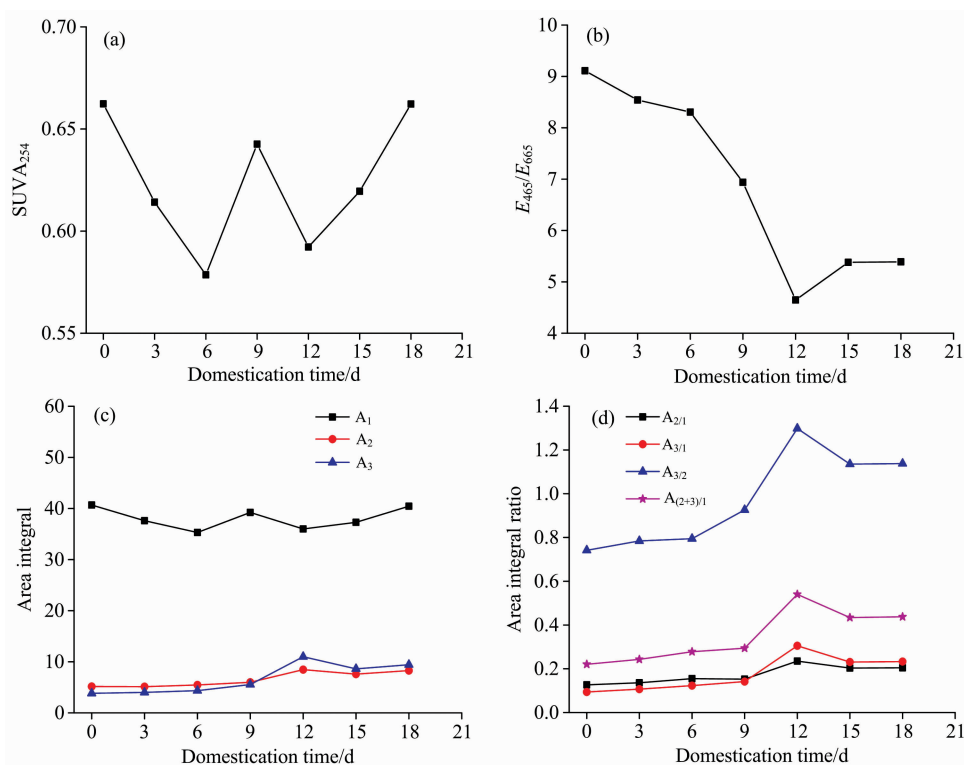 (a)
SUVA254
0.70
0.65
0.60
0.55
0 3 6 9 12 15 18 21
Domestication time/d
(b)
E465/E665
10
9
8
7
6
5
4
0 3 6 9 12 15 18 21
Domestication time/d
(c)
Area integral
60
50
40
30
20
10
0
A1
A2
A3
0 3 6 9 12 15 18 21
Domestication time/d
(d)
Area integral ratio
1.4
1.2
1.0
0.8
0.6
0.4
0.2
0.0
A2/1
A3/1
A3/2
A(2+3)/1
0 3 6 9 12 15 18 21
Domestication time/d